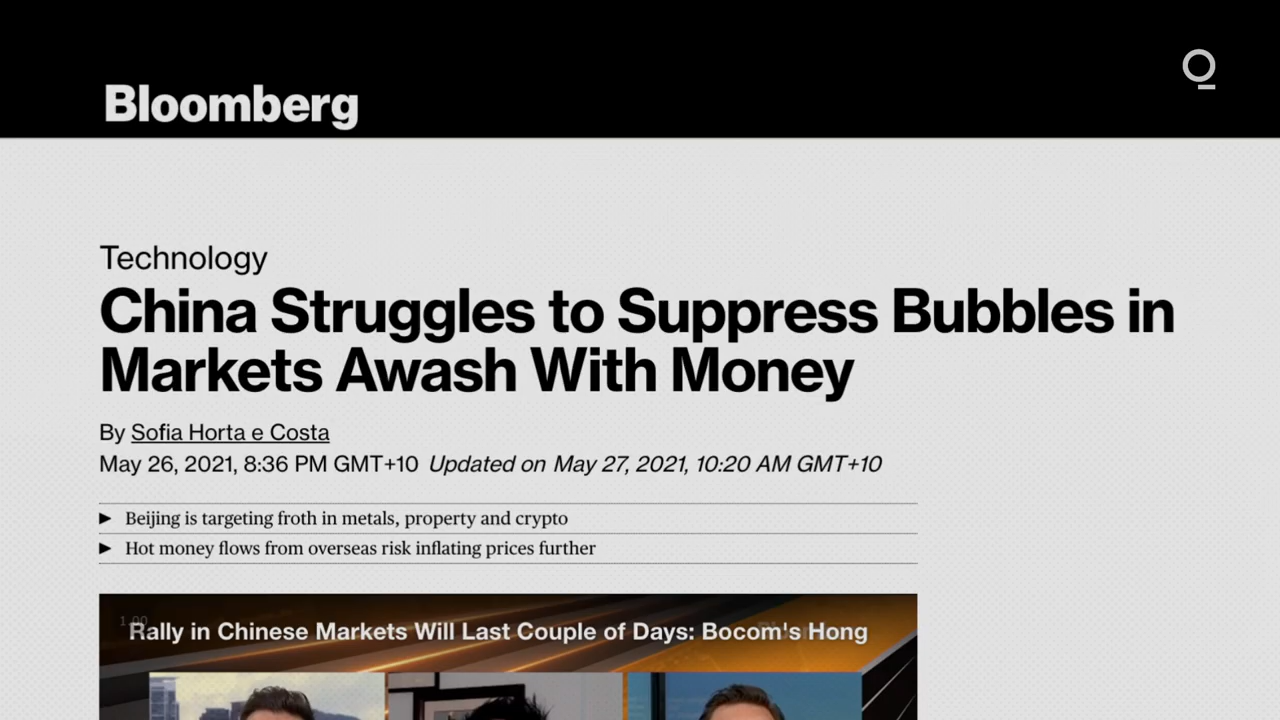 Bloomberg
Technology
China Struggles to Suppress Bubbles in
Markets Awash With Money
By Sofia Horta e Costa
May 26, 2021, 8:36 PM GMT+10 Updated on May 27, 2021, 10:20 AM GMT+10
Beijing is targeting froth in metals, property and crypto
Hot money flows from overseas risk inflating prices further
1.00
Rally in Chinese Markets Will Last Couple of Days: Bocom's Hong